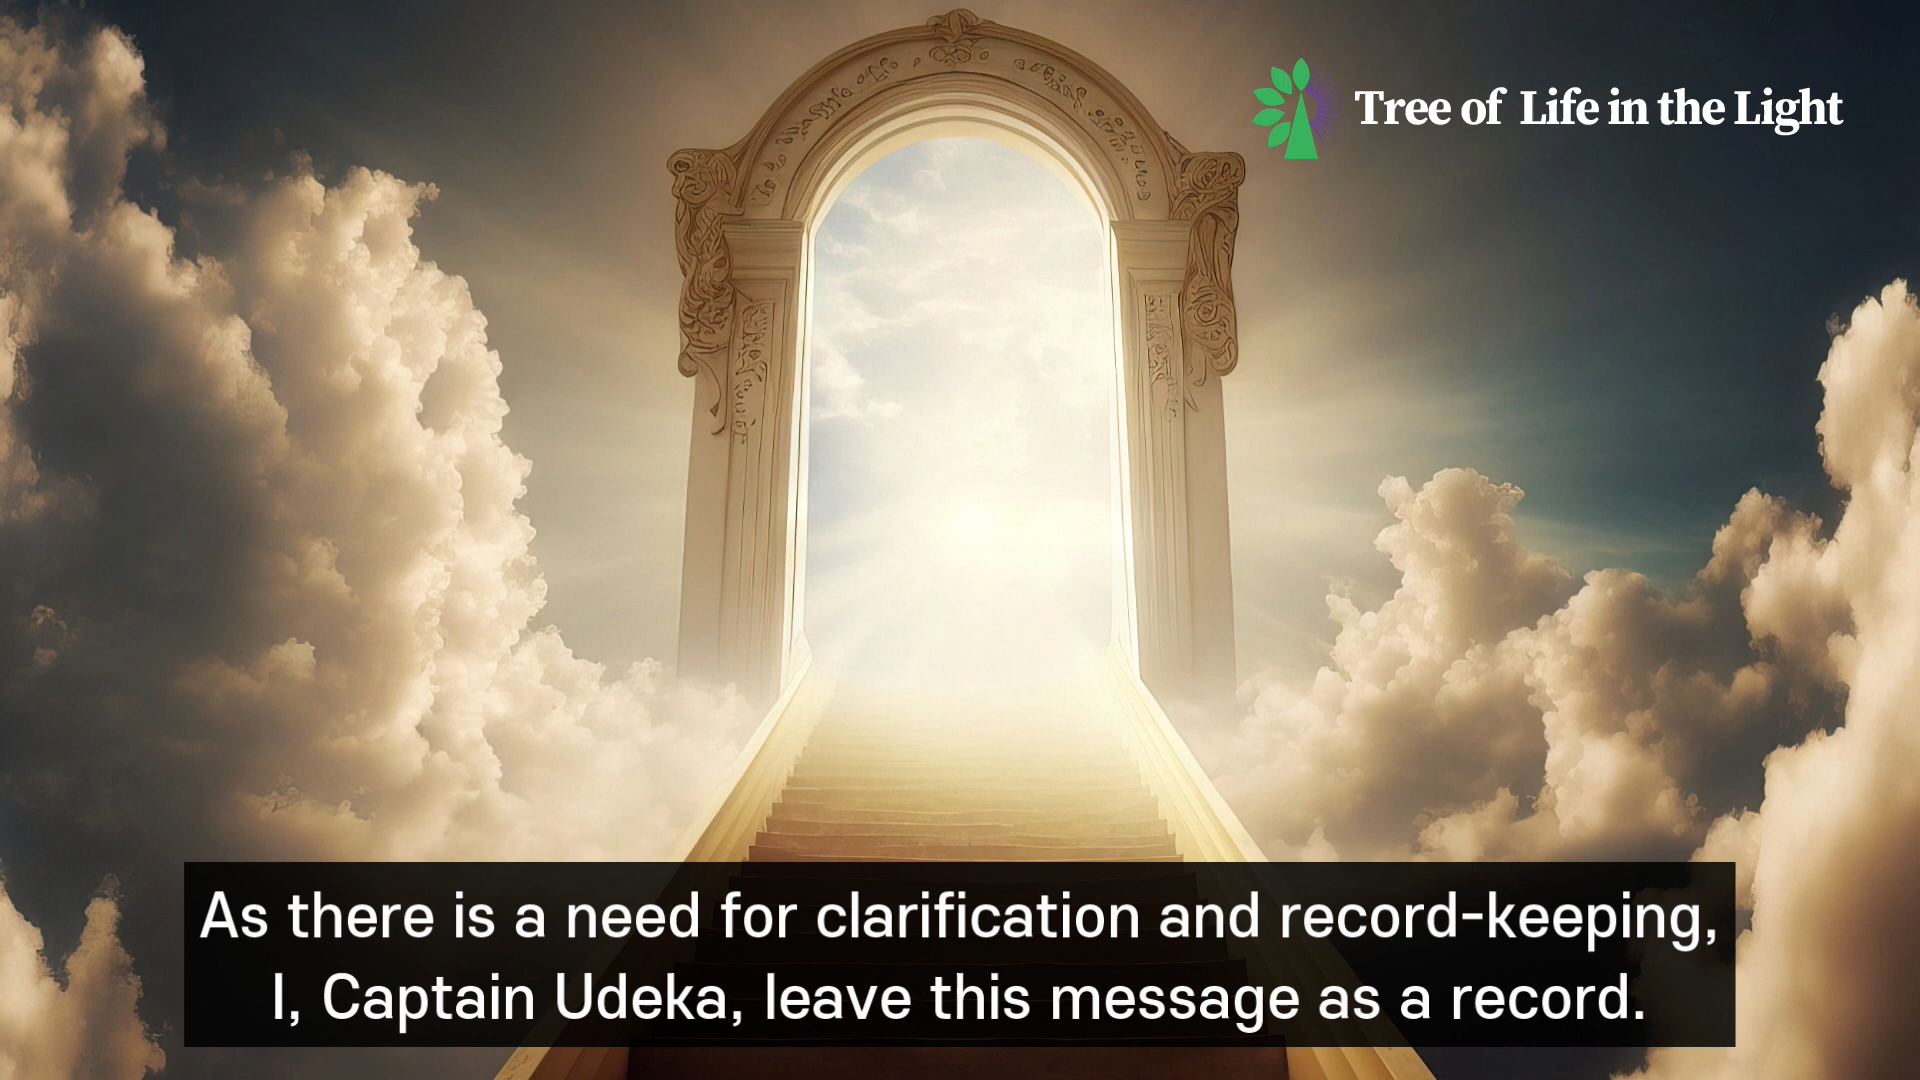 Tree of Life in the Light
As there is a need for clarification and record-keeping,
I, Captain Udeka, leave this message as a record.